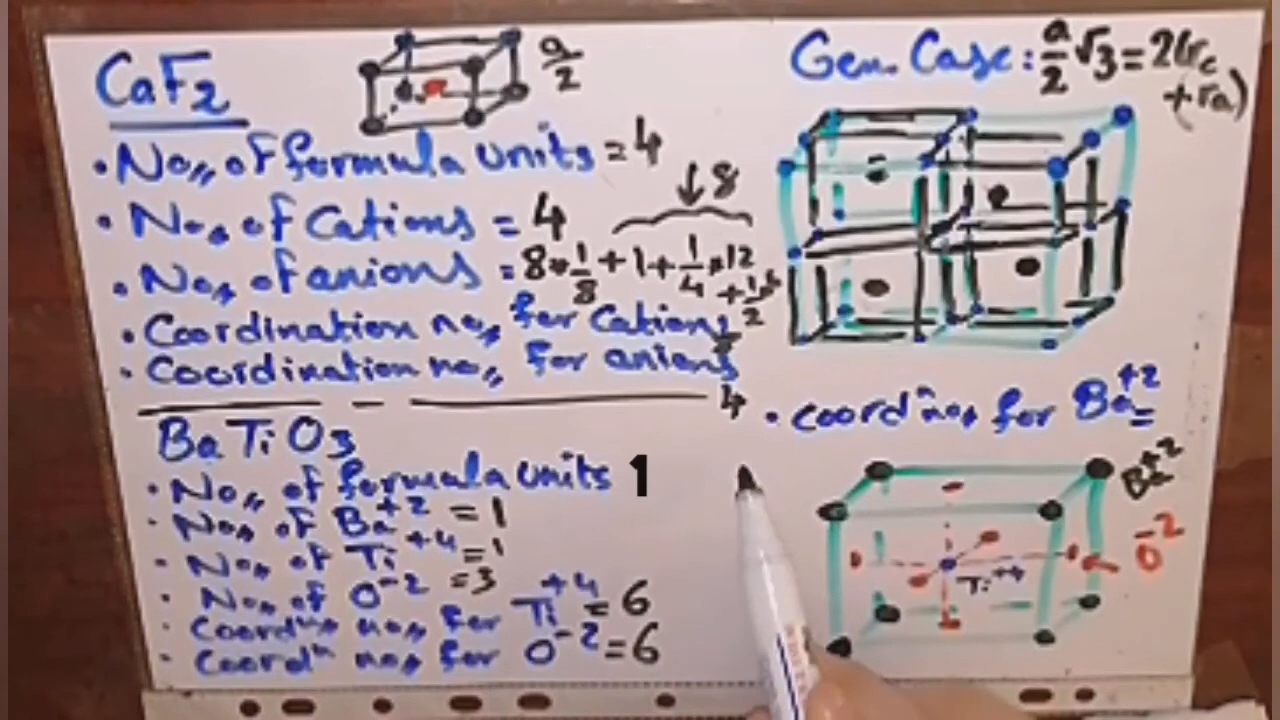 CaF2
a/2
• No,, of formula units = 4
• No,, of Cations = 4
↓8
• No,, of anions = 8*1/8 + 1 + 1/4*12 + 1/2*6
• Coordination no,, for Cations
• Coordination no,, for anions
4
BaTiO3
• No,, of formula units 1
• No,, of Ba+2 = 1
• No,, of Ti+4 = 1
• No,, of O-2 = 3
• Coordn no,, for Ti+4 = 6
• Coordn no,, for O-2 = 6
Gen. Case: a/2 √3 = 2(rc + ra)
• Coordn no,, for Ba+2 =
Ba+2
O-2
Ti+4